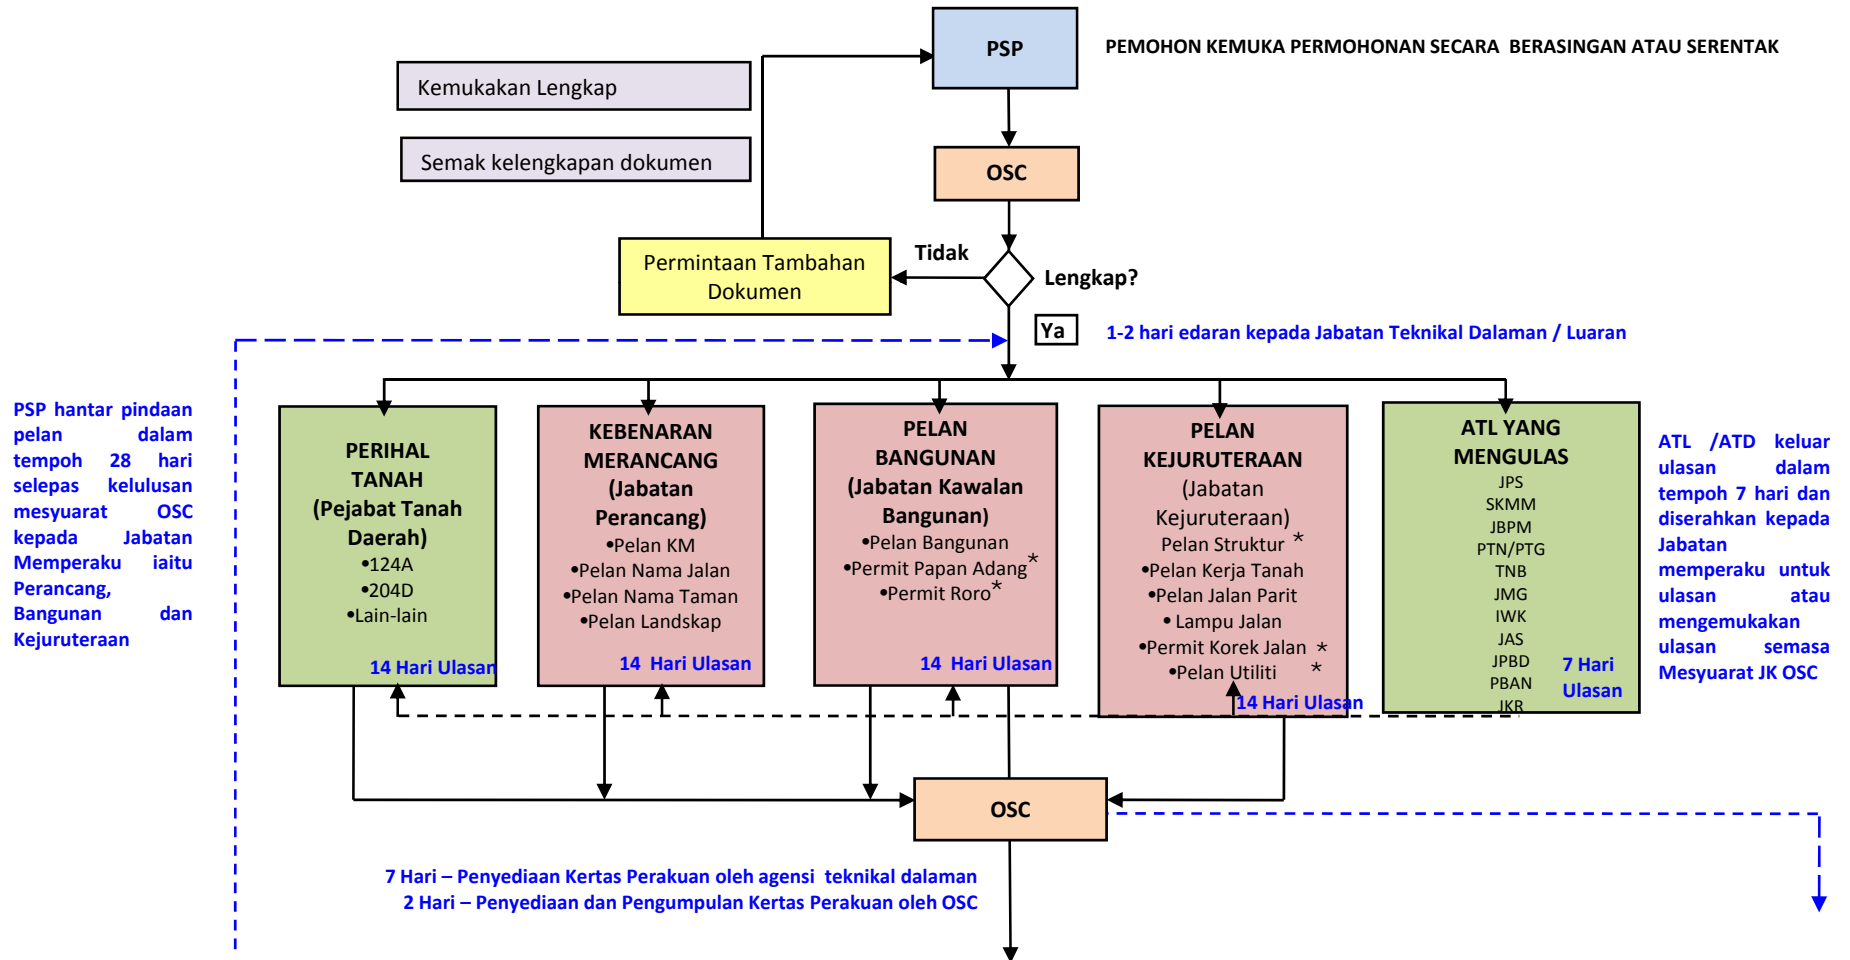 PSP
PEMOHON KEMUKA PERMOHONAN SECARA BERASINGAN ATAU SERENTAK
Kemukakan Lengkap
Semak kelengkapan dokumen
OSC
Permintaan Tambahan
Dokumen
Tidak
Lengkap?
Ya
1-2 hari edaran kepada Jabatan Teknikal Dalaman / Luaran
PSP hantar pindaan
pelan dalam
tempoh 28 hari
selepas kelulusan
mesyuarat OSC
kepada Jabatan
Memperaku iaitu
Perancang,
Bangunan dan
Kejuruteraan
PERIHAL
TANAH
(Pejabat Tanah
Daerah)
•124A
•204D
•Lain-lain
14 Hari Ulasan
KEBENARAN
MERANCANG
(Jabatan
Perancang)
•Pelan KM
•Pelan Nama Jalan
•Pelan Nama Taman
•Pelan Landskap
14 Hari Ulasan
PELAN
BANGUNAN
(Jabatan Kawalan
Bangunan)
•Pelan Bangunan
•Permit Papan Adang*
•Permit Roro*
14 Hari Ulasan
PELAN
KEJURUTERAAN
(Jabatan
Kejuruteraan)
Pelan Struktur *
•Pelan Kerja Tanah
•Pelan Jalan Parit
• Lampu Jalan
•Permit Korek Jalan *
•Pelan Utiliti *
14 Hari Ulasan
ATL YANG
MENGULAS
JPS
SKMM
JBPM
PTN/PTG
TNB
JMG
IWK
JAS
JPBD
PBAN
JKR
7 Hari
Ulasan
ATL /ATD keluar
ulasan dalam
tempoh 7 hari dan
diserahkan kepada
Jabatan
memperaku untuk
ulasan atau
mengemukakan
ulasan semasa
Mesyuarat JK OSC
OSC
7 Hari – Penyediaan Kertas Perakuan oleh agensi teknikal dalaman
2 Hari – Penyediaan dan Pengumpulan Kertas Perakuan oleh OSC